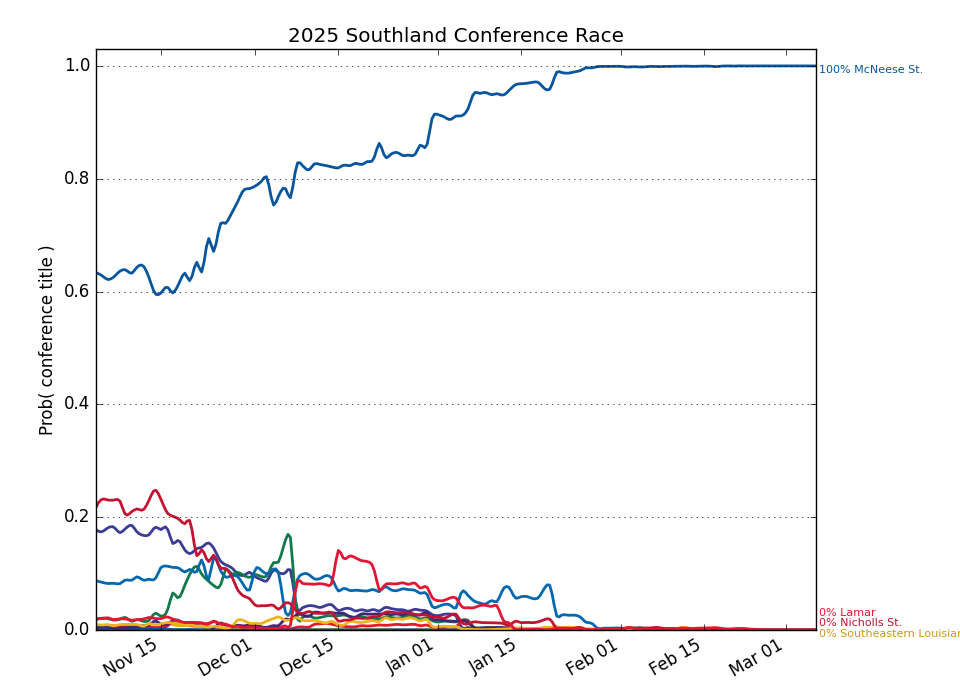 2025 Southland Conference Race
Prob( conference title )
1.0
0.8
0.6
0.4
0.2
0.0
Nov 15
Dec 01
Dec 15
Jan 01
Jan 15
Feb 01
Feb 15
Mar 01
100% McNeese St.
0% Lamar
0% Nicholls St.
0% Southeastern Louisian